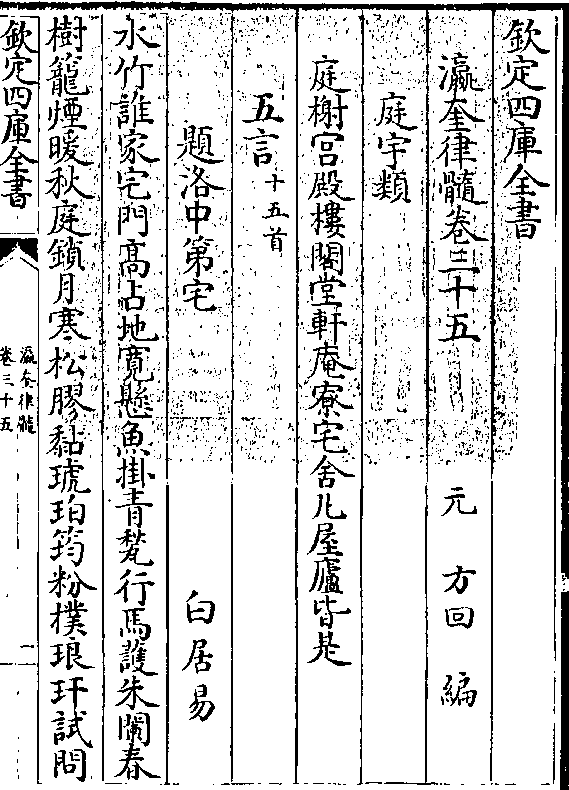 欽定四庫全書
瀛奎律髓卷三十五
元 方回 編
庭宇類
庭榭宮殿樓閣堂軒庵寮宅舍凡屋廬皆是
五言十五首
題洛中第宅
白居易
水竹誰家宅門高占地寬懸魚掛青甃行馬護朱闌春
樹籠煙暖秋庭鎖月寒松膠黏琥珀筠粉樸琅玕試問
欽定四庫全書
瀛奎律髓
卷三十五
一